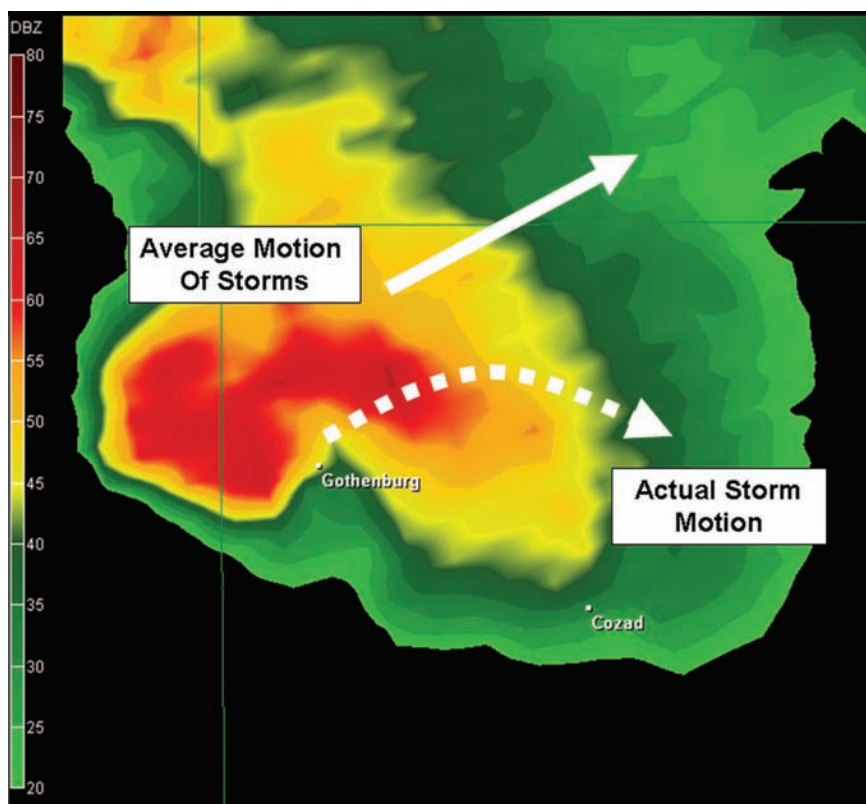 DBZ
80
75
70
65
60
55
50
45
40
35
30
25
20
Average Motion
Of Storms
Gothenburg
Actual Storm
Motion
Cozad